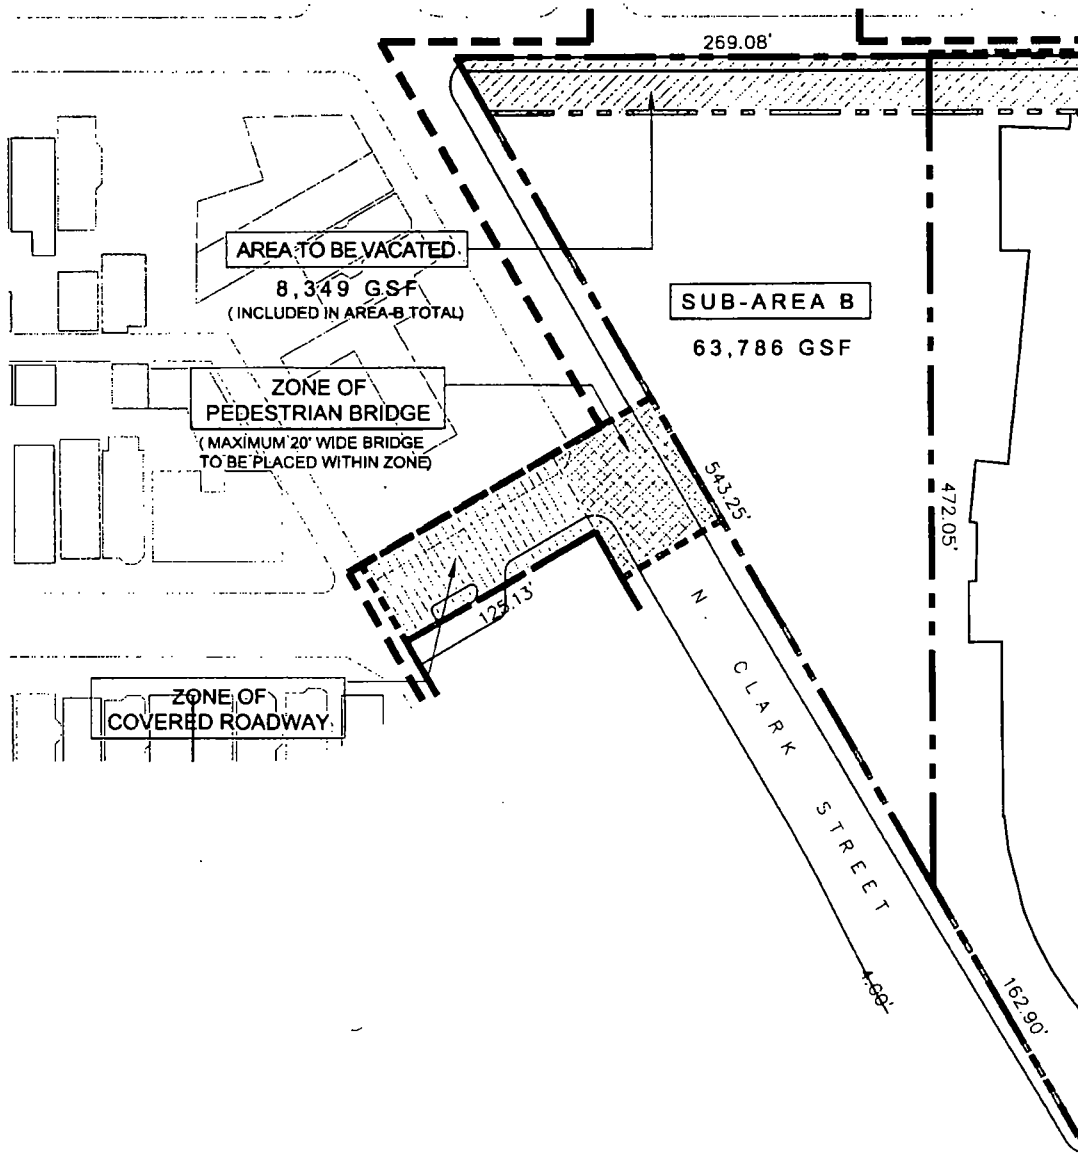 269.08'
AREA TO BE VACATED
8,349 GSF
(INCLUDED IN AREA-B TOTAL)
SUB-AREA B
63,786 GSF
ZONE OF
PEDESTRIAN BRIDGE
(MAXIMUM 20' WIDE BRIDGE
TO BE PLACED WITHIN ZONE)
543.25'
472.05'
125.13'
N. CLARK STREET
ZONE OF
COVERED ROADWAY
162.90'